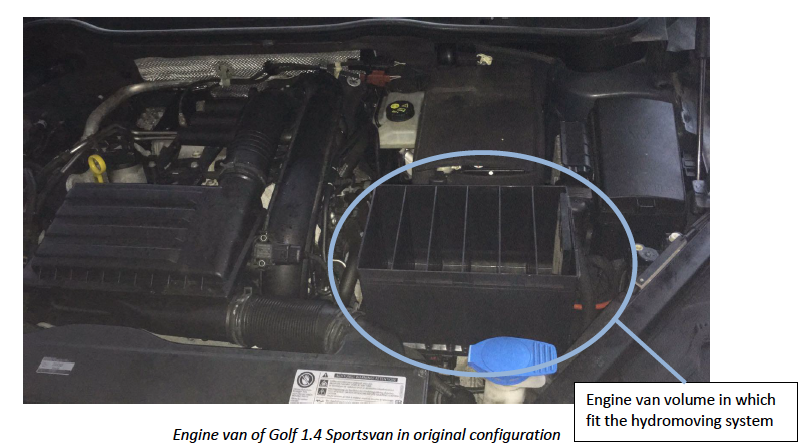 Engine van volume in which
fit the hydromoving system
Engine van of Golf 1.4 Sportsvan in original configuration